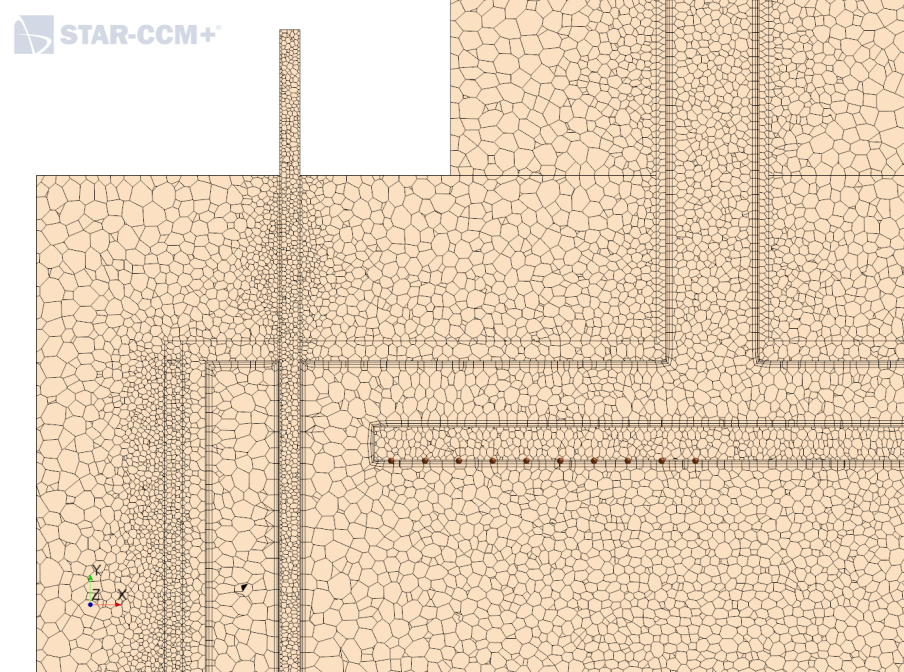 STAR-CCM+
Y
Z X